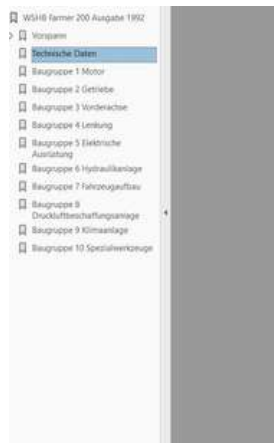 WSHB Farmer 200 Ausgabe 1992
Vorspann
Technische Daten
Baugruppe 1 Motor
Baugruppe 2 Getriebe
Baugruppe 3 Vorderachse
Baugruppe 4 Lenkung
Baugruppe 5 Elektrische
Ausrüstung
Baugruppe 6 Hydraulikanlage
Baugruppe 7 Fahrzeugaufbau
Baugruppe 8
Druckluftbeschaffungsanlage
Baugruppe 9 Klimaanlage
Baugruppe 10 Spezialwerkzeuge